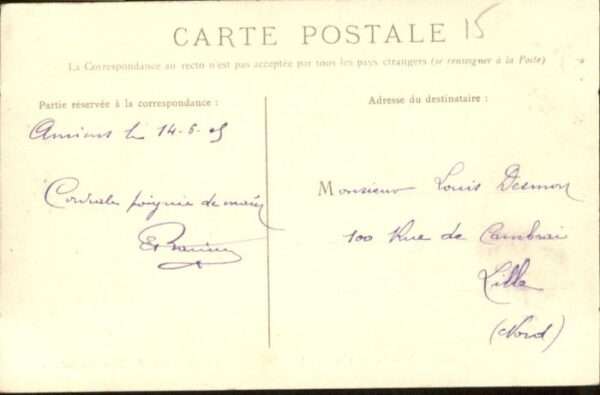 CARTE POSTALE
15
La Correspondance au recto n'est pas acceptée par tous les pays étrangers (se renseigner à la Poste)
Partie réservée à la correspondance :
Amiens le 14-6-05
Cordiale poignée de main
Adresse du destinataire :
Monsieur Louis
100 Rue de Cambrai
Lille
(Nord)